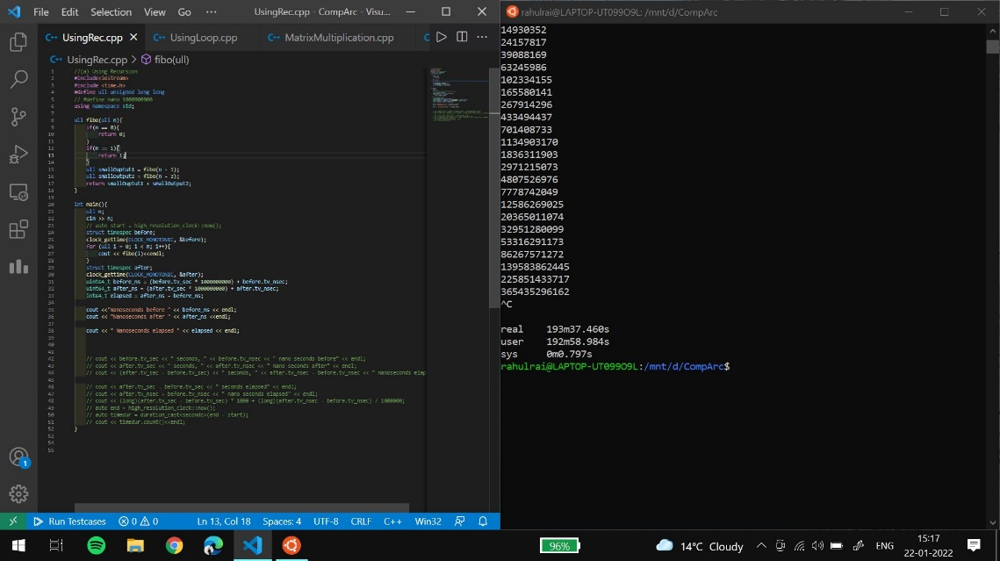 File Edit Selection View Go ··· UsingRec.cpp - CompArc - Visu...
UsingRec.cpp UsingLoop.cpp MatrixMultiplication.cpp
UsingRec.cpp > fibo(ull)
1 //(a) Using Recursion
2 #include<iostream>
3 #include <time.h>
4 #define ull unsigned long long
5 // #define nano 1000000000
6 using namespace std;
7
8 ull fibo(ull n){
9 if(n == 0){
10 return 0;
11 }
12 if(n == 1){
13 return 1;
14 }
15 ull smallOuptut1 = fibo(n - 1);
16 ull smallOutput2 = fibo(n - 2);
17 return smallOuptut1 + smallOutput2;
18 }
19
20 int main(){
21 ull n;
22 cin >> n;
23 // auto start = high_resolution_clock::now();
24 struct timespec before;
25 clock_gettime(CLOCK_MONOTONIC, &before);
26 for (ull i = 0; i < n; i++){
27 cout << fibo(i)<<endl;
28 }
29 struct timespec after;
30 clock_gettime(CLOCK_MONOTONIC, &after);
31 uint64_t before_ns = (before.tv_sec * 1000000000) + before.tv_nsec;
32 uint64_t after_ns = (after.tv_sec * 1000000000) + after.tv_nsec;
33 int64_t elapsed = after_ns - before_ns;
34
35 cout <<"Nanoseconds before " << before_ns << endl;
36 cout << "Nanoseconds after " << after_ns <<endl;
37
38 cout << " Nanoseconds elapsed " << elapsed << endl;
39
40
41
42 // cout << before.tv_sec << " seconds, " << before.tv_nsec << " nano seconds before" << endl;
43 // cout << after.tv_sec << " seconds, " << after.tv_nsec << " nano seconds after" << endl;
44 // cout << (after.tv_sec - before.tv_sec) << " seconds, " << after.tv_nsec - before.tv_nsec << " nanoseconds elap
45
46 // cout << after.tv_sec - before.tv_sec << " seconds elapsed" << endl;
47 // cout << after.tv_nsec - before.tv_nsec << " nano seconds elapsed" << endl;
48 // cout << (long)(after.tv_sec - before.tv_sec) * 1000 + (long)(after.tv_nsec - before.tv_nsec) / 1000000;
49 // auto end = high_resolution_clock::now();
50 // auto timedur = duration_cast<seconds>(end - start);
51 // cout << timedur.count()<<endl;
52 }
53
54
55
1
Run Testcases 0 0 Ln 13, Col 18 Spaces: 4 UTF-8 CRLF C++ Win32
rahulrai@LAPTOP-UT099O9L: /mnt/d/CompArc
14930352
24157817
39088169
63245986
102334155
165580141
267914296
433494437
701408733
1134903170
1836311903
2971215073
4807526976
7778742049
12586269025
20365011074
32951280099
53316291173
86267571272
139583862445
225851433717
365435296162
^C
real 193m37.460s
user 192m58.984s
sys 0m0.797s
rahulrai@LAPTOP-UT099O9L:/mnt/d/CompArc$
96% 14°C Cloudy ENG 15:17
22-01-2022